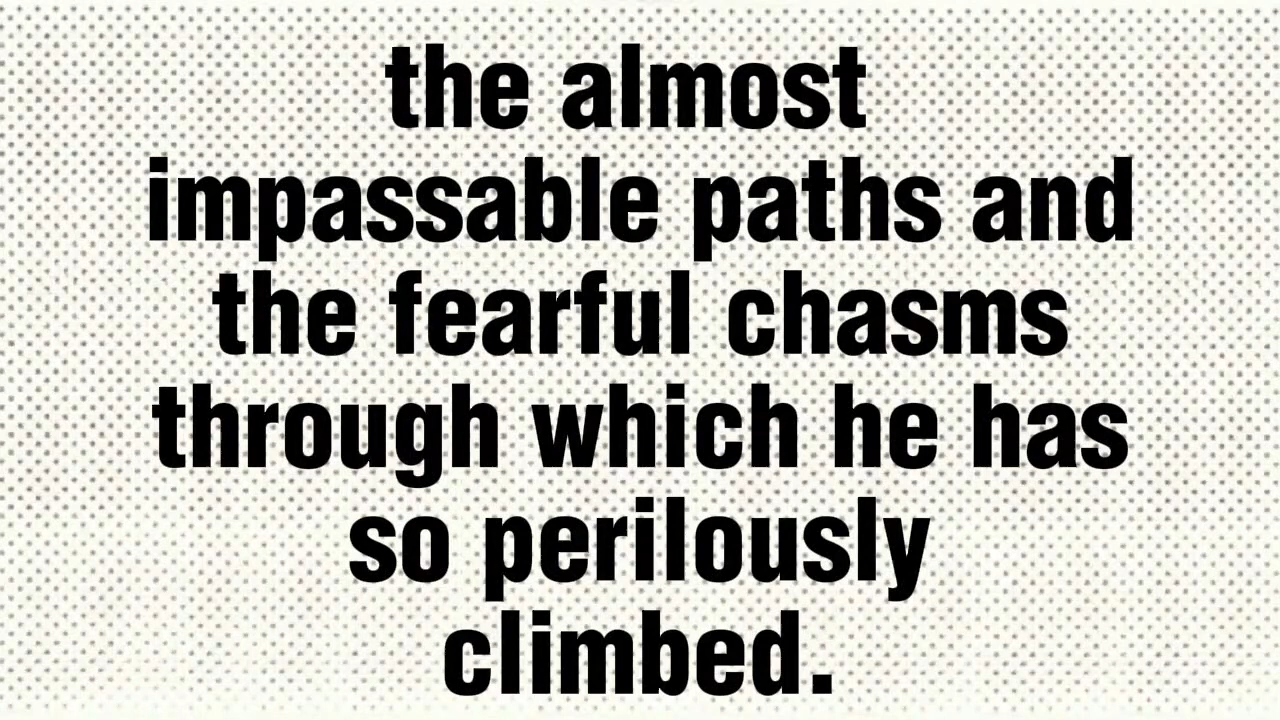 the almost
impassable paths and
the fearful chasms
through which he has
so perilously
climbed.